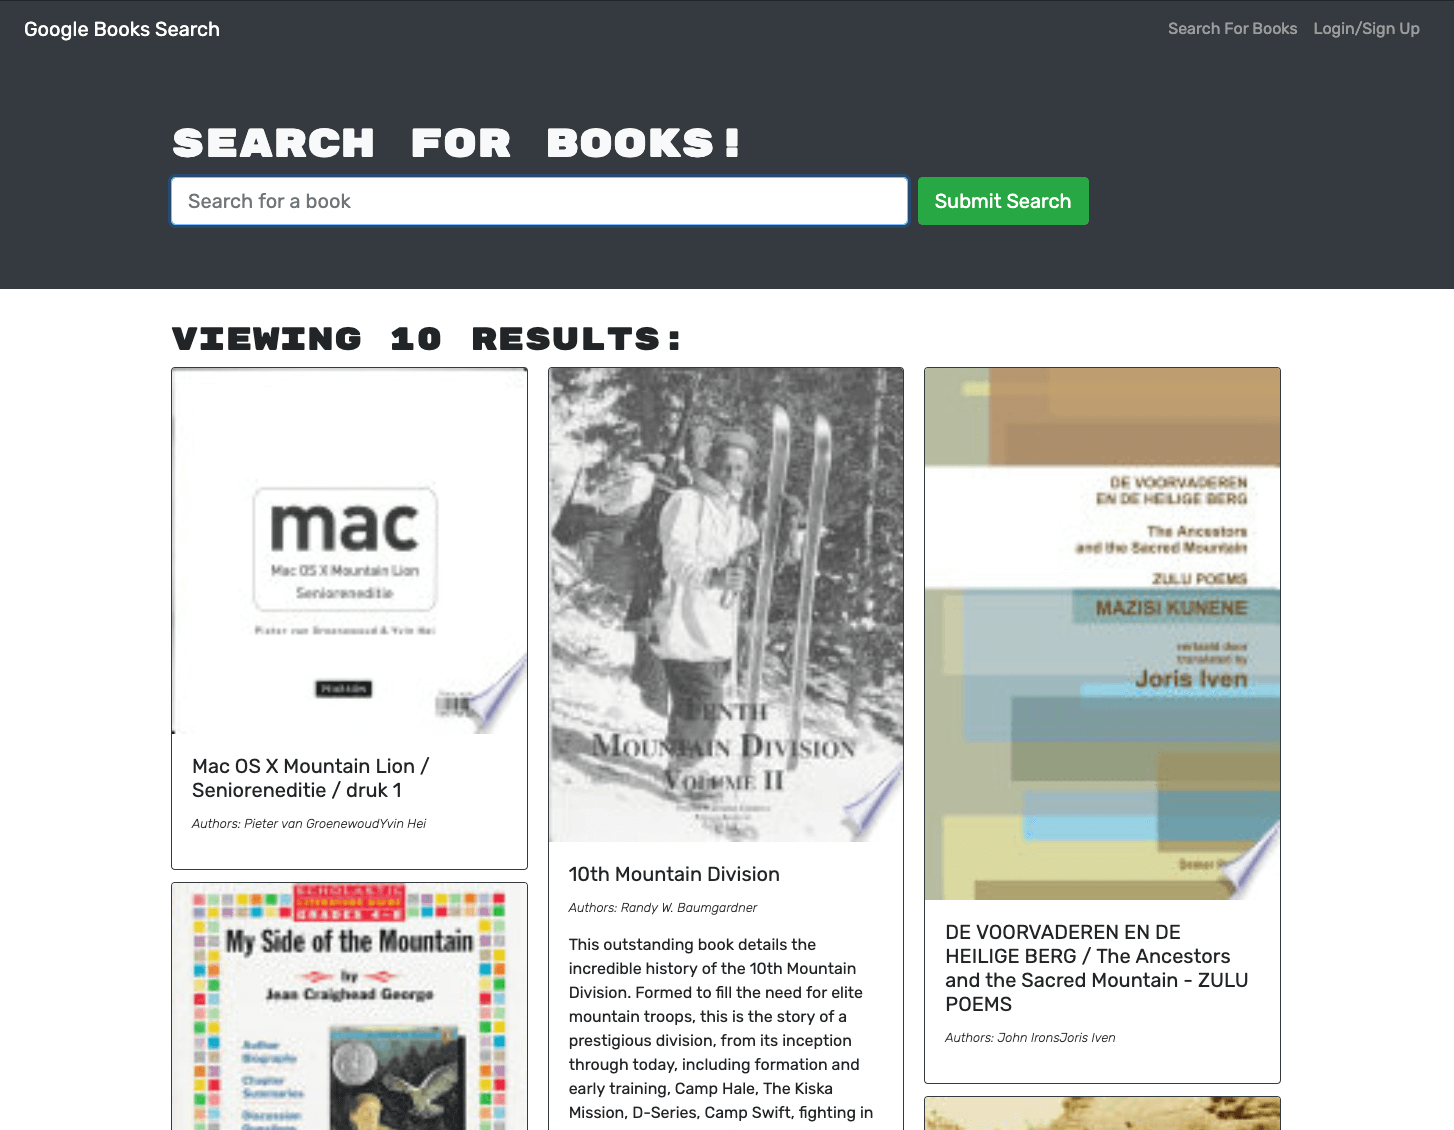 Google Books Search
Search For Books
Login/Sign Up
SEARCH FOR BOOKS!
Search for a book
Submit Search
VIEWING 10 RESULTS:
mac
Mac OS X Mountain Lion
Senioreneditie
Pieter van Groenewoud & Yvin Hei
Mac OS X Mountain Lion /
Senioreneditie / druk 1
Authors: Pieter van GroenewoudYvin Hei
SCHOLASTIC
LITERATURE GUIDE
GRADES 4-8
My Side of the Mountain
by
Jean Craighead George
Author
Biography
Chapter
Summaries
Discussion
Questions
TENTH
MOUNTAIN DIVISION
VOLUME II
10th Mountain Division
Authors: Randy W. Baumgardner
This outstanding book details the
incredible history of the 10th Mountain
Division. Formed to fill the need for elite
mountain troops, this is the story of a
prestigious division, from its inception
through today, including formation and
early training, Camp Hale, The Kiska
Mission, D-Series, Camp Swift, fighting in
DE VOORVADEREN
EN DE HEILIGE BERG
The Ancestors
and the Sacred Mountain
ZULU POEMS
MAZISI KUNENE
vertaald door
translated by
Joris Iven
DE VOORVADEREN EN DE
HEILIGE BERG / The Ancestors
and the Sacred Mountain - ZULU
POEMS
Authors: John IronsJoris Iven